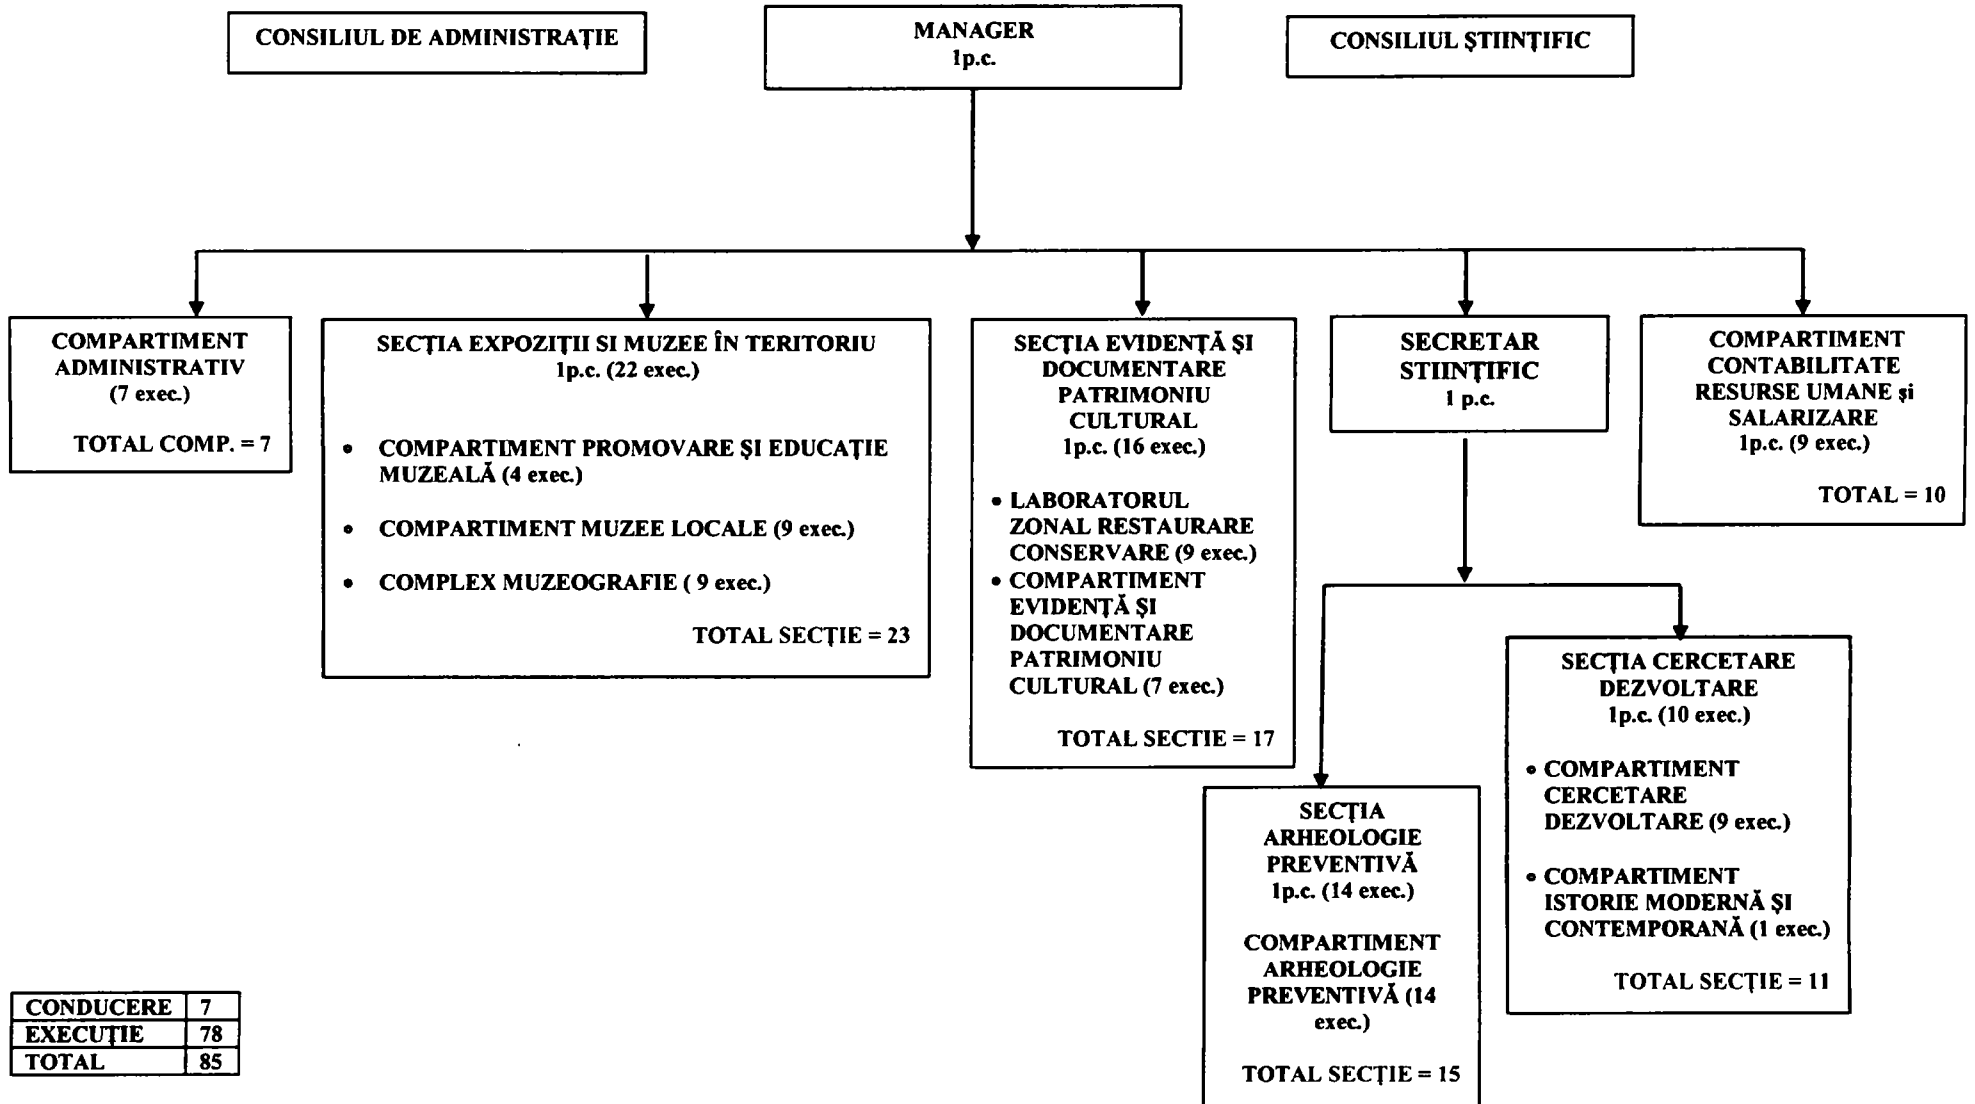 CONSILIUL DE ADMINISTRAȚIE
MANAGER
1p.c.
CONSILIUL ȘTIINȚIFIC
COMPARTIMENT
ADMINISTRATIV
(7 exec.)
TOTAL COMP. = 7
SECȚIA EXPOZIȚII SI MUZEE ÎN TERITORIU
1p.c. (22 exec.)
• COMPARTIMENT PROMOVARE ȘI EDUCAȚIE
MUZEALĂ (4 exec.)
• COMPARTIMENT MUZEE LOCALE (9 exec.)
• COMPLEX MUZEOGRAFIE ( 9 exec.)
TOTAL SECȚIE = 23
SECȚIA EVIDENȚĂ ȘI
DOCUMENTARE
PATRIMONIU
CULTURAL
1p.c. (16 exec.)
• LABORATORUL
ZONAL RESTAURARE
CONSERVARE (9 exec.)
• COMPARTIMENT
EVIDENȚĂ ȘI
DOCUMENTARE
PATRIMONIU
CULTURAL (7 exec.)
TOTAL SECTIE = 17
SECRETAR
STIINȚIFIC
1 p.c.
COMPARTIMENT
CONTABILITATE
RESURSE UMANE și
SALARIZARE
1p.c. (9 exec.)
TOTAL = 10
SECȚIA
ARHEOLOGIE
PREVENTIVĂ
1p.c. (14 exec.)
COMPARTIMENT
ARHEOLOGIE
PREVENTIVĂ (14
exec.)
TOTAL SECȚIE = 15
SECȚIA CERCETARE
DEZVOLTARE
1p.c. (10 exec.)
• COMPARTIMENT
CERCETARE
DEZVOLTARE (9 exec.)
• COMPARTIMENT
ISTORIE MODERNĂ ȘI
CONTEMPORANĂ (1 exec.)
TOTAL SECȚIE = 11
CONDUCERE 7
EXECUȚIE 78
TOTAL 85